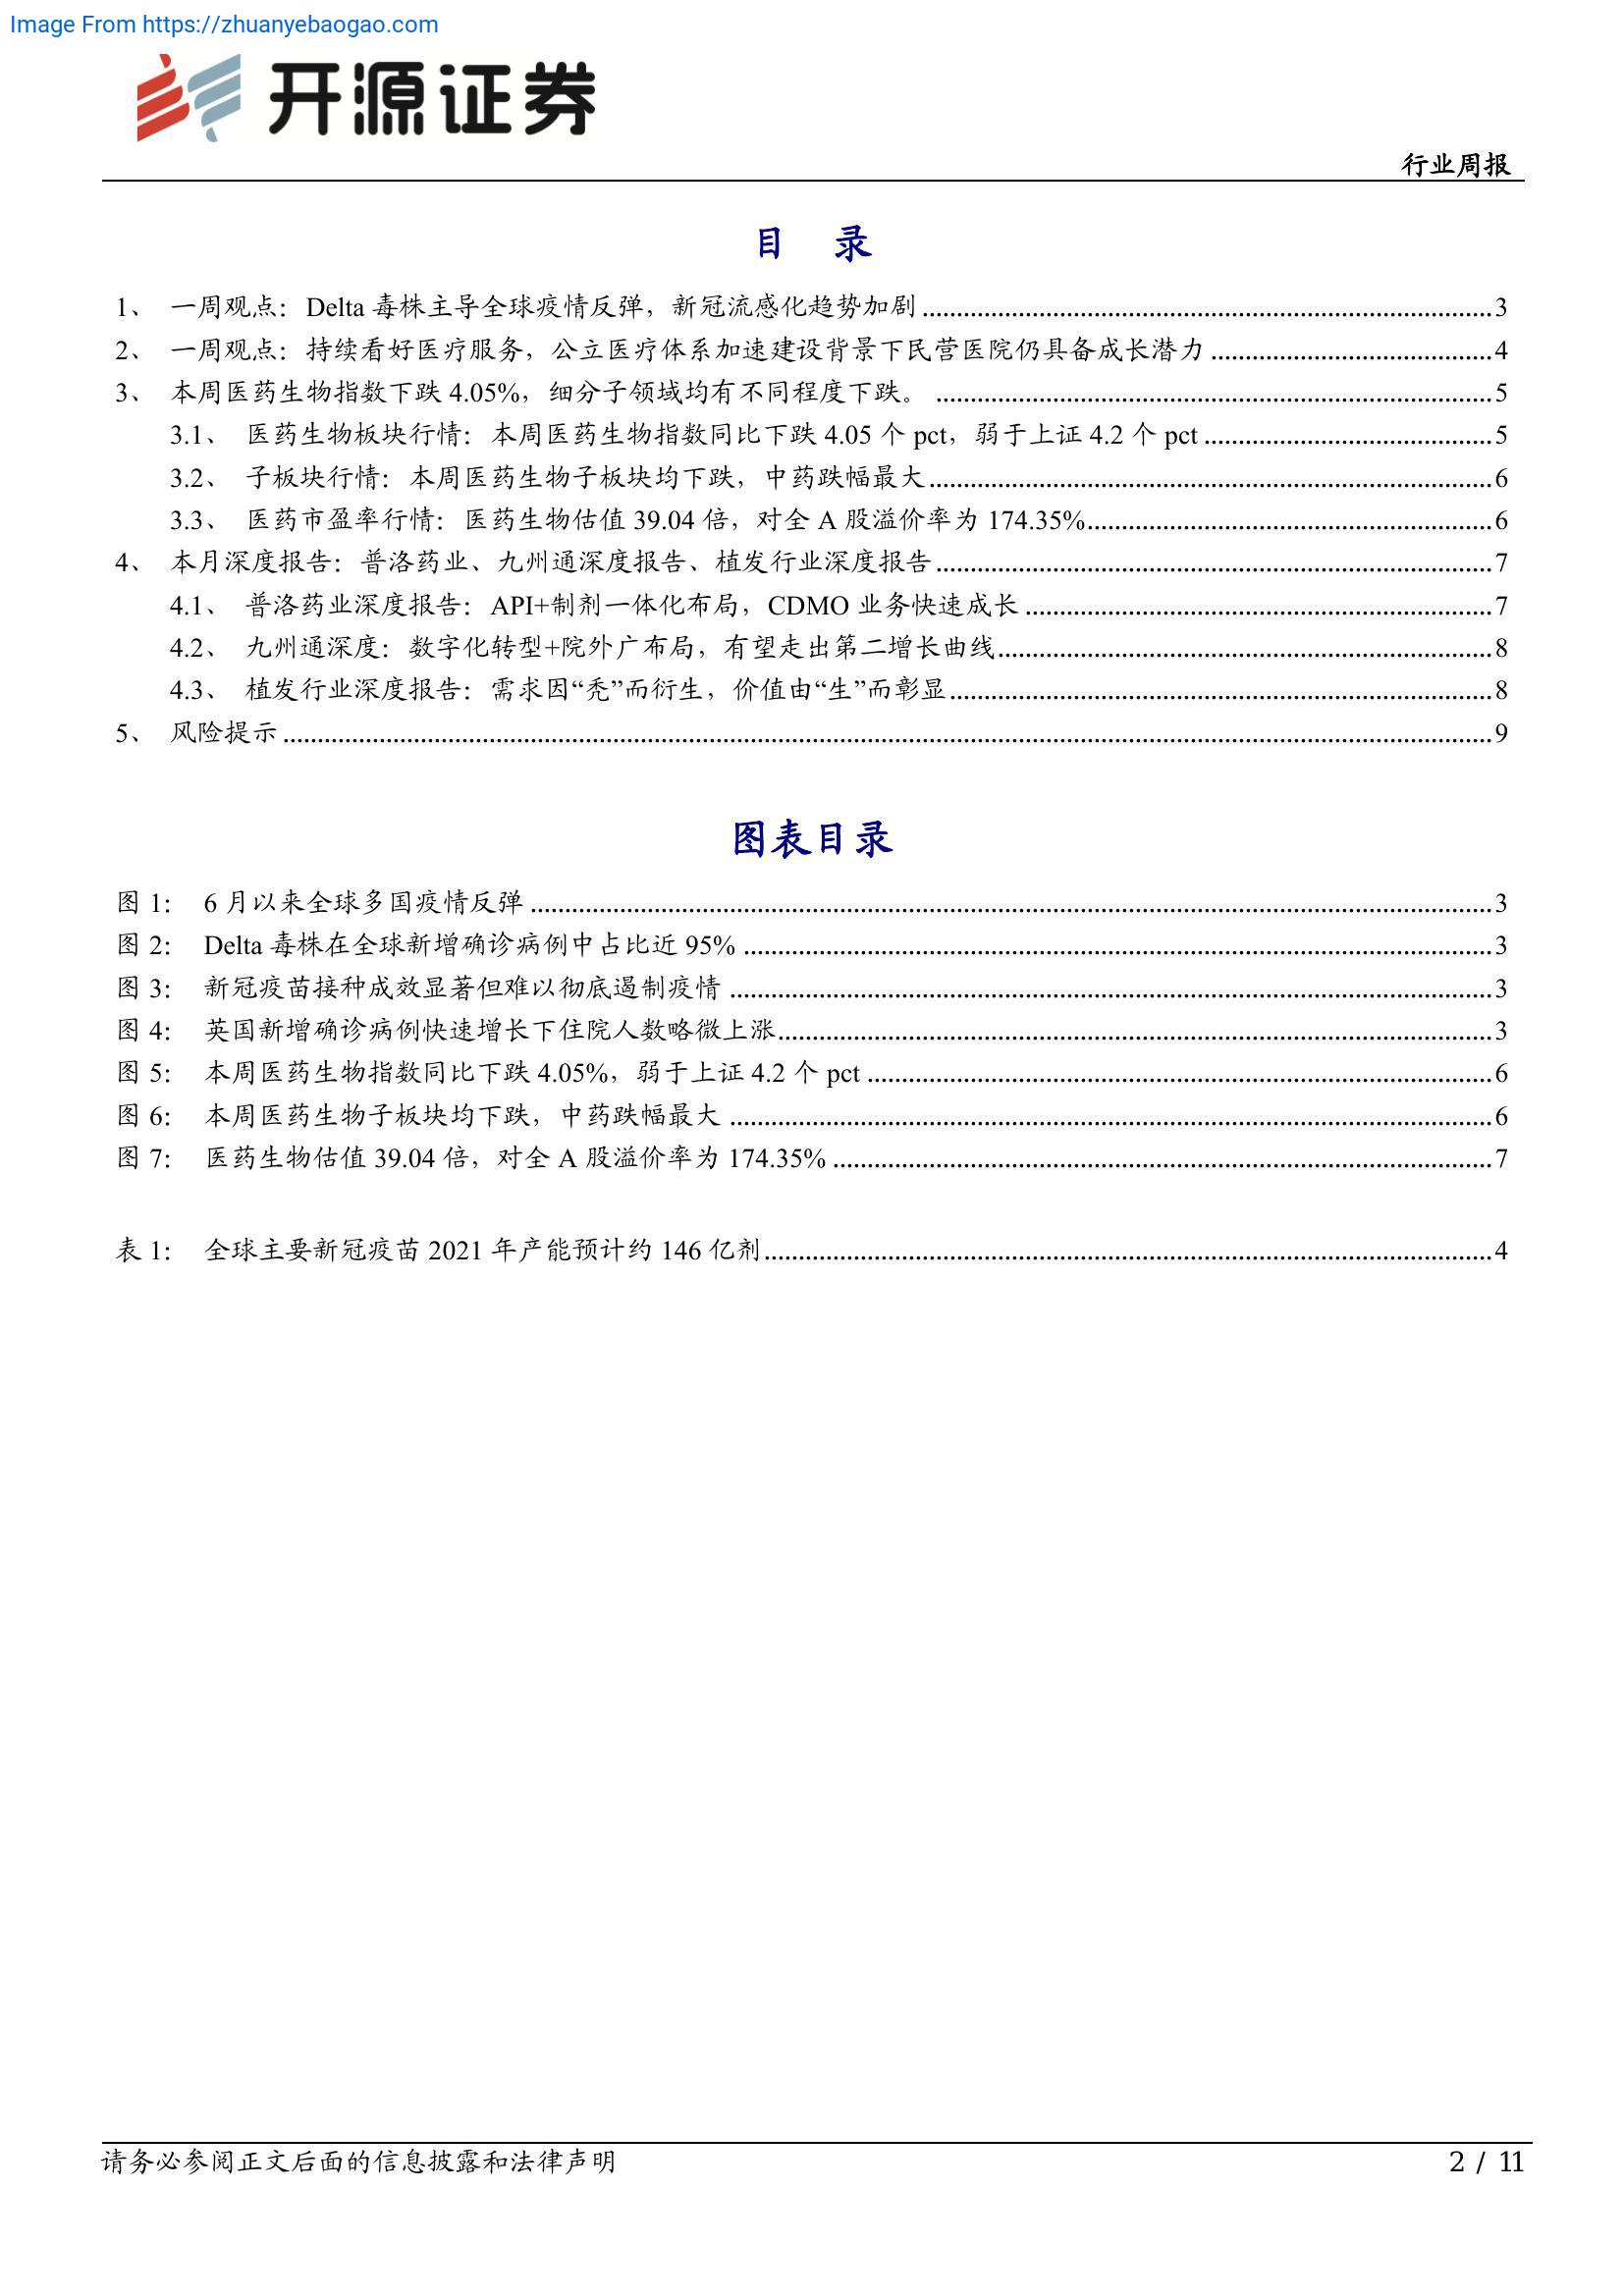 Image From https://zhuanyebaogao.com
开源证券
行业周报
目 录
1、 一周观点：Delta 毒株主导全球疫情反弹，新冠流感化趋势加剧 3
2、 一周观点：持续看好医疗服务，公立医疗体系加速建设背景下民营医院仍具备成长潜力 4
3、 本周医药生物指数下跌 4.05%，细分子领域均有不同程度下跌。 5
3.1、 医药生物板块行情：本周医药生物指数同比下跌 4.05 个 pct，弱于上证 4.2 个 pct 5
3.2、 子板块行情：本周医药生物子板块均下跌，中药跌幅最大 6
3.3、 医药市盈率行情：医药生物估值 39.04 倍，对全 A 股溢价率为 174.35% 6
4、 本月深度报告：普洛药业、九州通深度报告、植发行业深度报告 7
4.1、 普洛药业深度报告：API+制剂一体化布局，CDMO 业务快速成长 7
4.2、 九州通深度：数字化转型+院外广布局，有望走出第二增长曲线 8
4.3、 植发行业深度报告：需求因“秃”而衍生，价值由“生”而彰显 8
5、 风险提示 9
图表目录
图 1： 6 月以来全球多国疫情反弹 3
图 2： Delta 毒株在全球新增确诊病例中占比近 95% 3
图 3： 新冠疫苗接种成效显著但难以彻底遏制疫情 3
图 4： 英国新增确诊病例快速增长下住院人数略微上涨 3
图 5： 本周医药生物指数同比下跌 4.05%，弱于上证 4.2 个 pct 6
图 6： 本周医药生物子板块均下跌，中药跌幅最大 6
图 7： 医药生物估值 39.04 倍，对全 A 股溢价率为 174.35% 7
表 1： 全球主要新冠疫苗 2021 年产能预计约 146 亿剂 4
请务必参阅正文后面的信息披露和法律声明
2 / 11